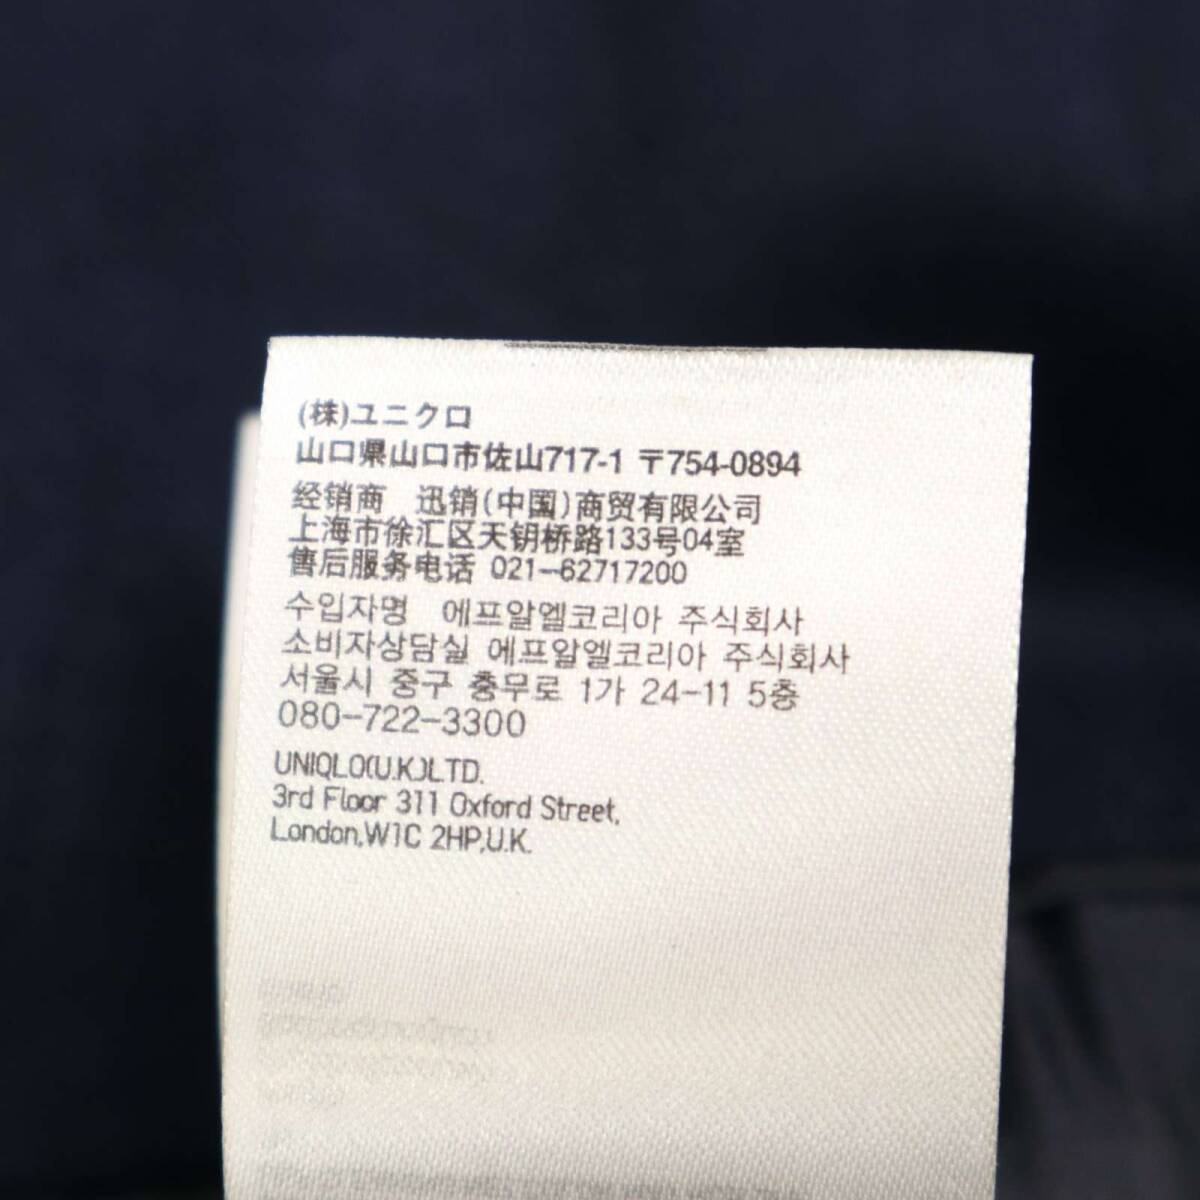 (株)ユニクロ
山口県山口市佐山717-1 〒754-0894
经销商 迅销(中国)商贸有限公司
上海市徐汇区天钥桥路133号04室
售后服务电话 021-62717200
수입자명 에프알엘코리아 주식회사
소비자상담실 에프알엘코리아 주식회사
서울시 중구 충무로 1가 24-11 5층
080-722-3300
UNIQLO(U.K.)LTD.
3rd Floor 311 Oxford Street,
London,W1C 2HP,U.K.